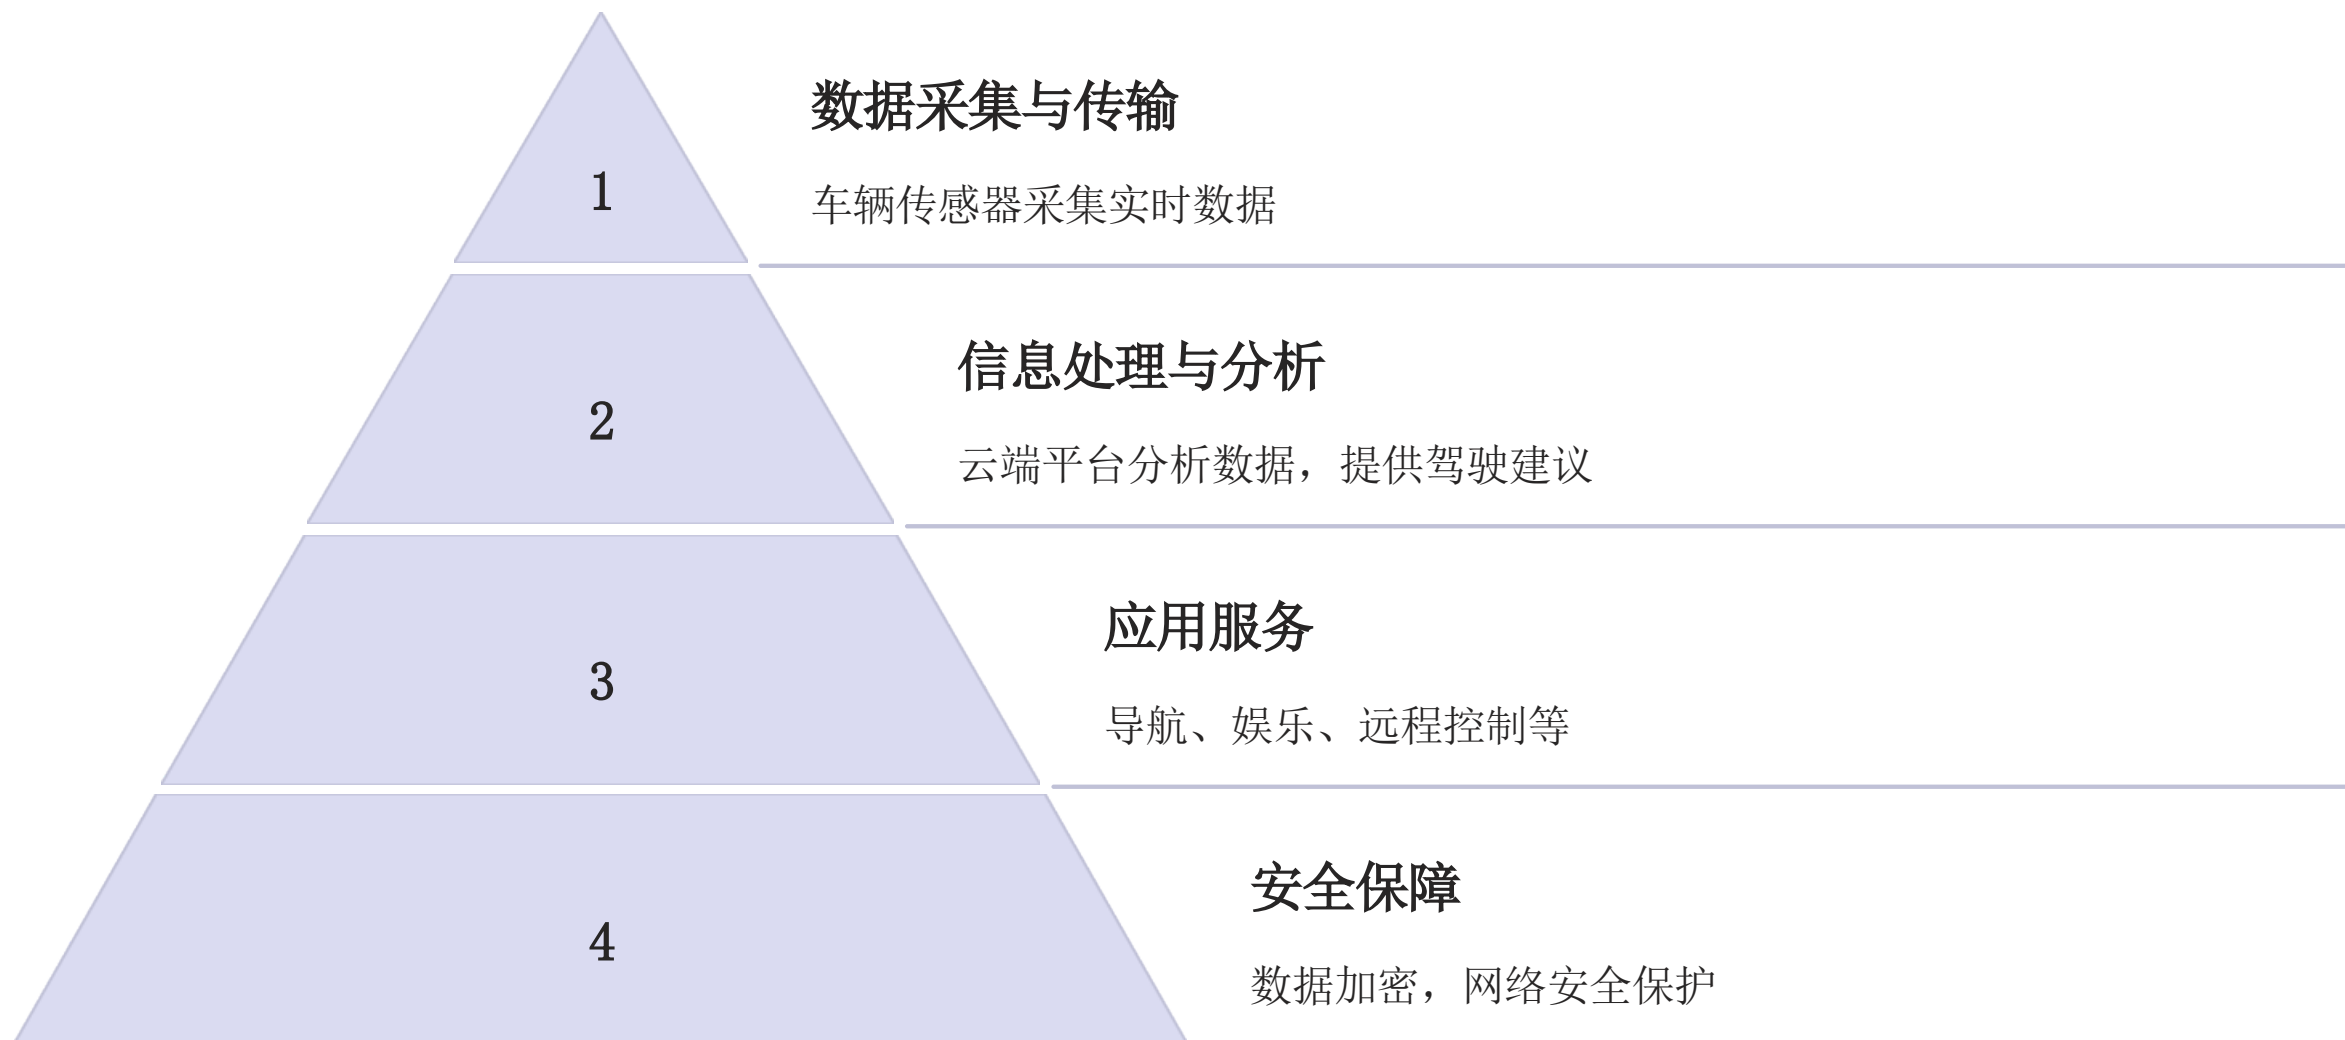 1
数据采集与传输
车辆传感器采集实时数据
2
信息处理与分析
云端平台分析数据，提供驾驶建议
3
应用服务
导航、娱乐、远程控制等
4
安全保障
数据加密，网络安全保护